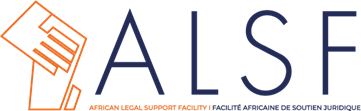 ALSF
AFRICAN LEGAL SUPPORT FACILITY | FACILITÉ AFRICAINE DE SOUTIEN JURIDIQUE